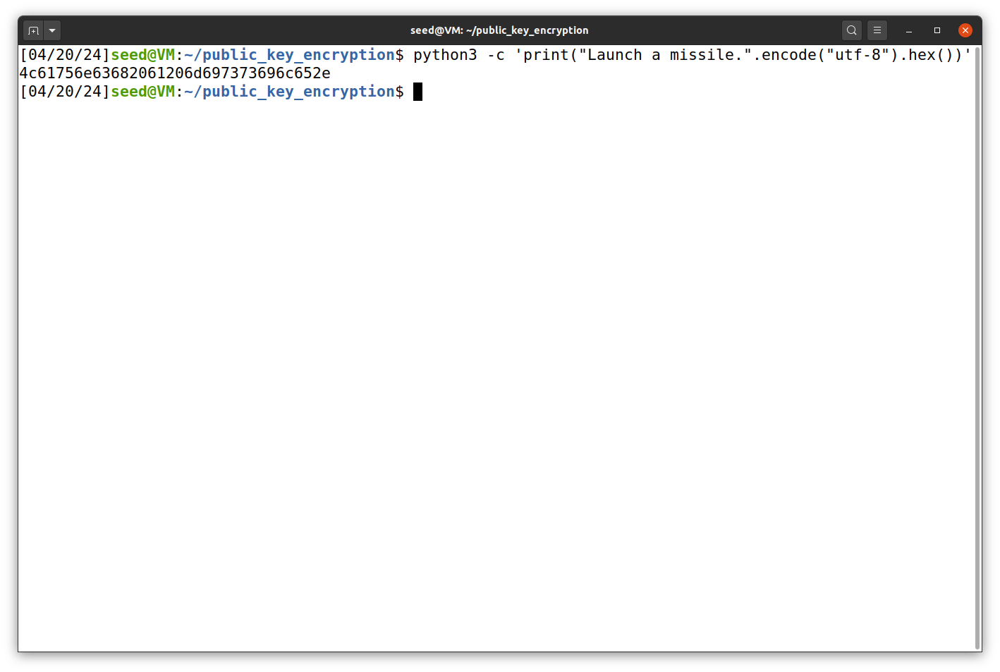 seed@VM: ~/public_key_encryption
[04/20/24]seed@VM:~/public_key_encryption$ python3 -c 'print("Launch a missile.".encode("utf-8").hex())'
4c61756e63682061206d697373696c652e
[04/20/24]seed@VM:~/public_key_encryption$